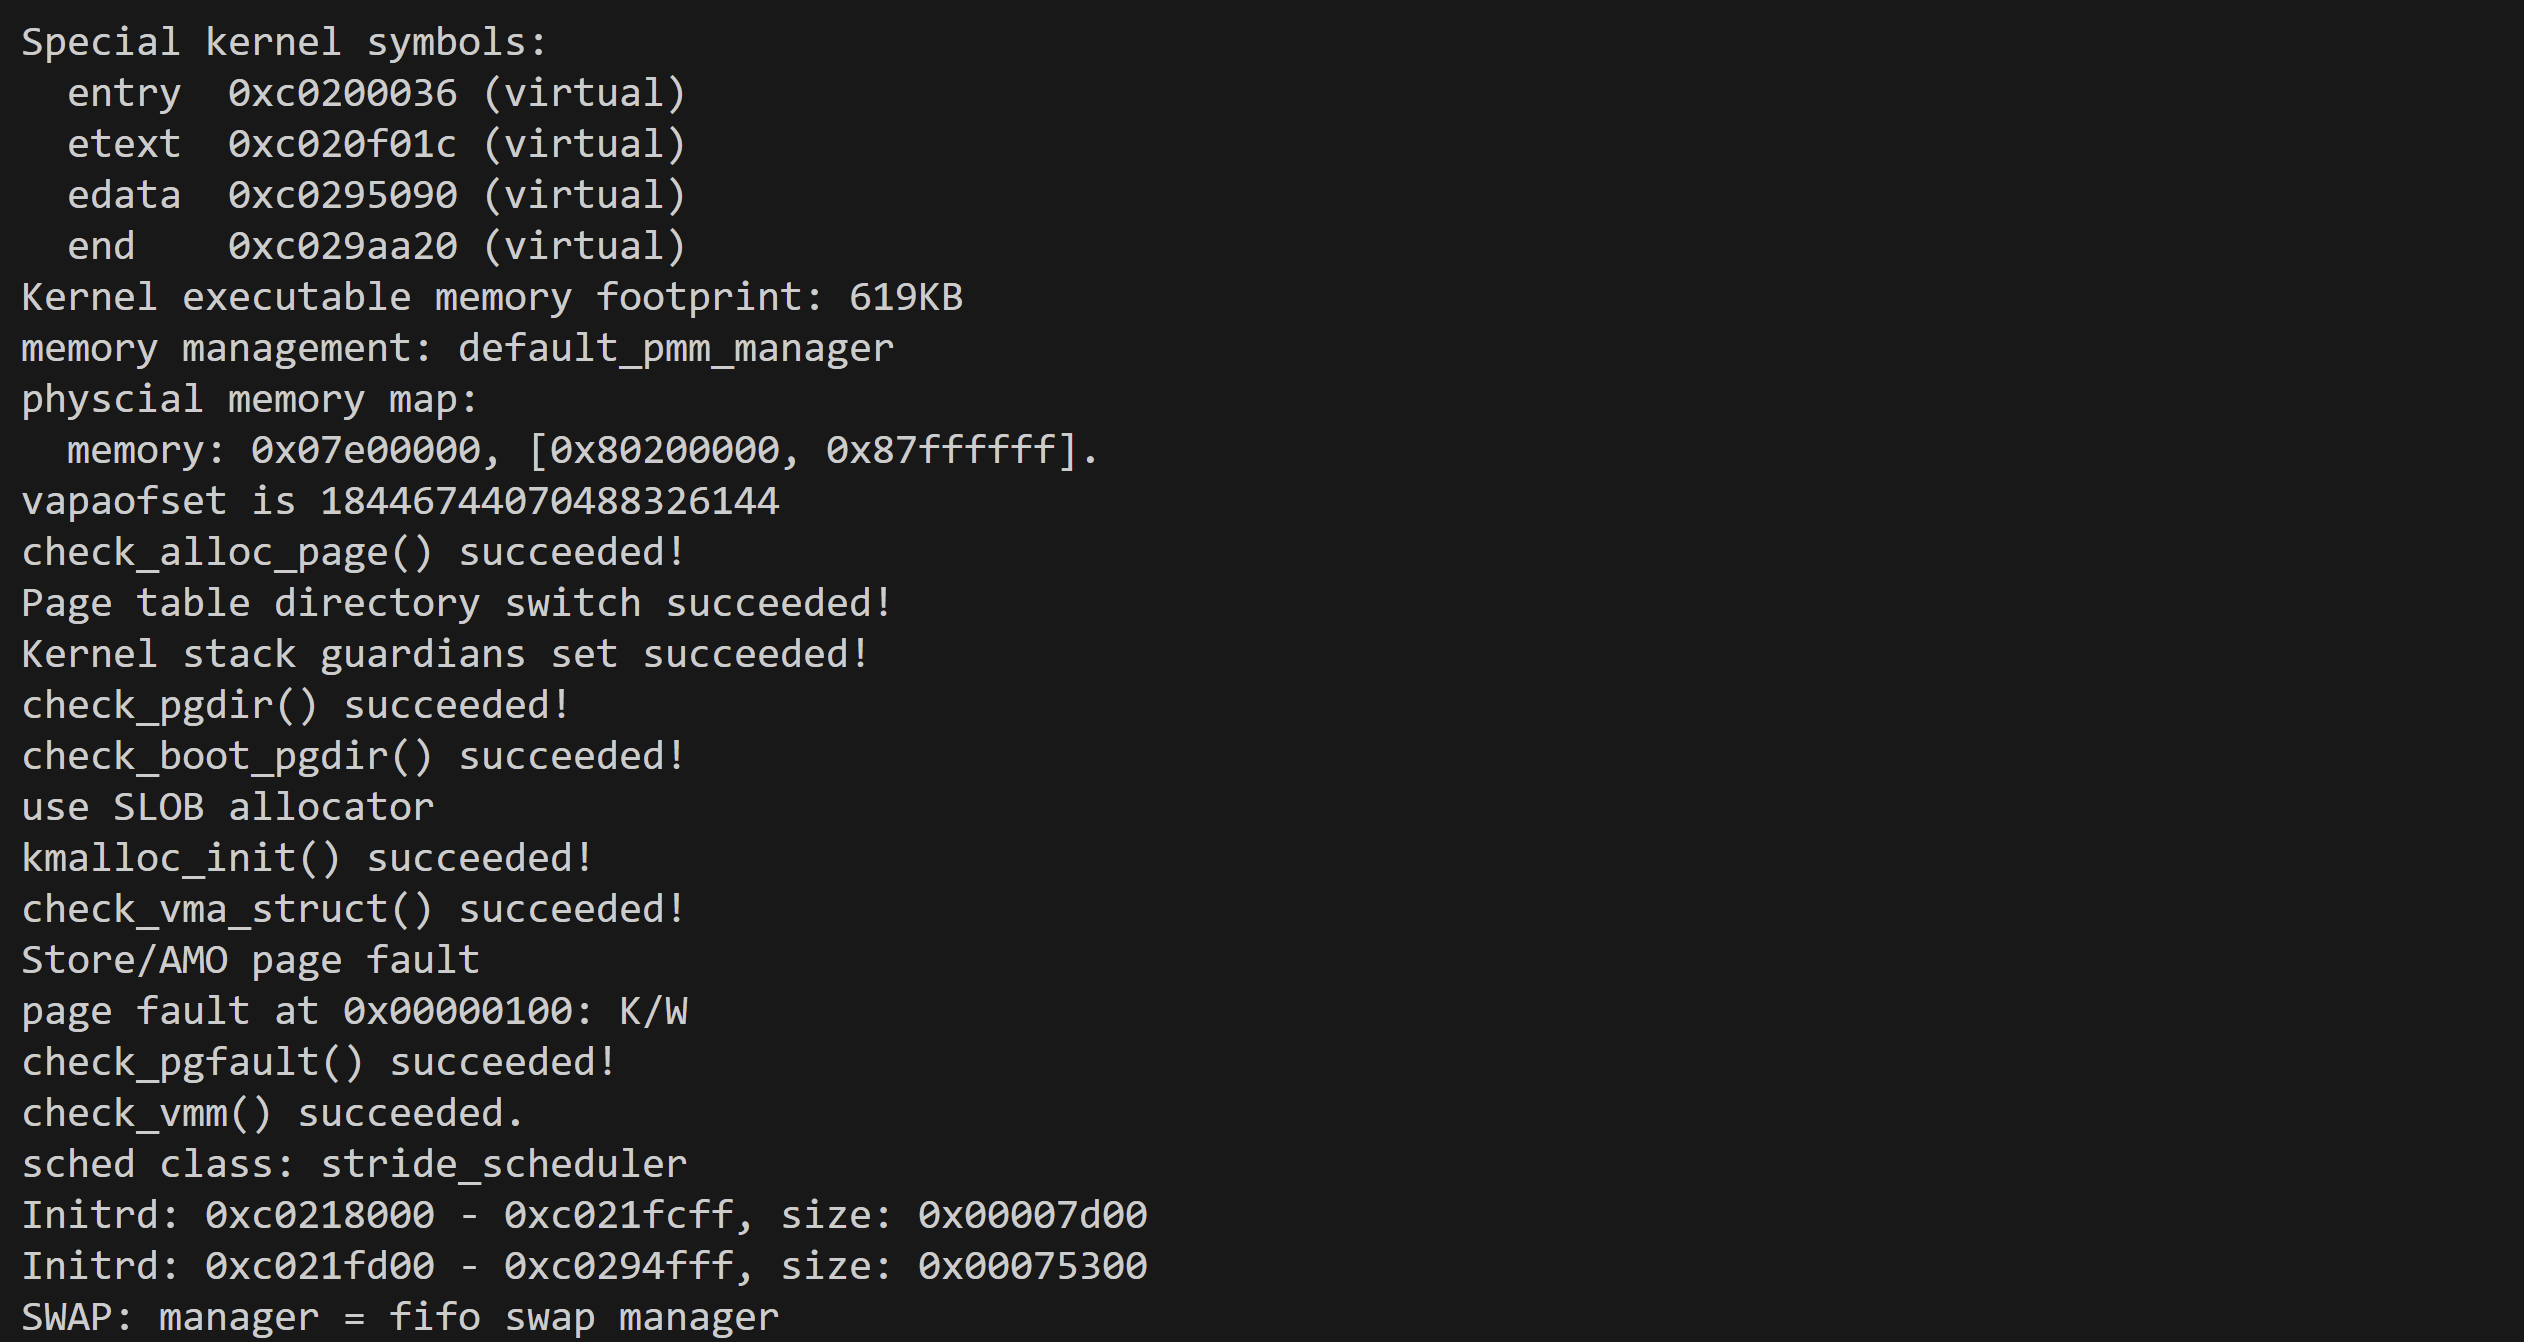 Special kernel symbols:
  entry  0xc0200036 (virtual)
  etext  0xc020f01c (virtual)
  edata  0xc0295090 (virtual)
  end    0xc029aa20 (virtual)
Kernel executable memory footprint: 619KB
memory management: default_pmm_manager
physcial memory map:
  memory: 0x07e00000, [0x80200000, 0x87ffffff].
vapaofset is 18446744070488326144
check_alloc_page() succeeded!
Page table directory switch succeeded!
Kernel stack guardians set succeeded!
check_pgdir() succeeded!
check_boot_pgdir() succeeded!
use SLOB allocator
kmalloc_init() succeeded!
check_vma_struct() succeeded!
Store/AMO page fault
page fault at 0x00000100: K/W
check_pgfault() succeeded!
check_vmm() succeeded.
sched class: stride_scheduler
Initrd: 0xc0218000 - 0xc021fcff, size: 0x00007d00
Initrd: 0xc021fd00 - 0xc0294fff, size: 0x00075300
SWAP: manager = fifo swap manager